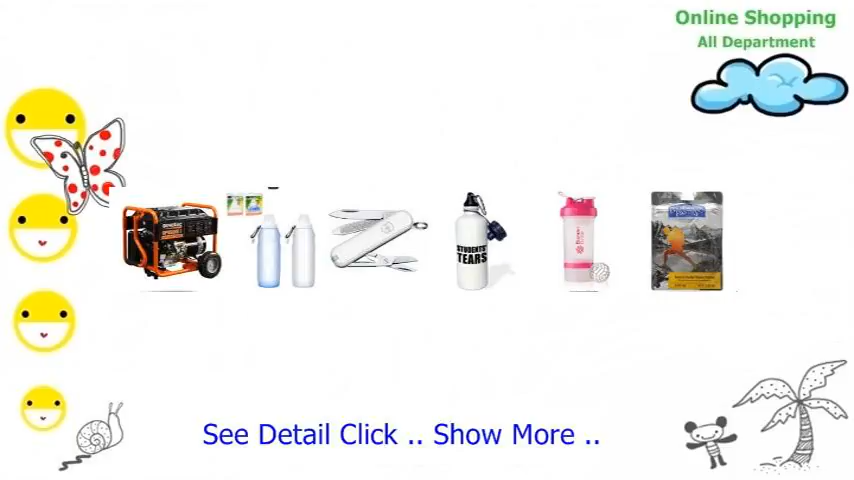 Online Shopping
All Department
STUDENTS'
TEARS
See Detail Click .. Show More ..